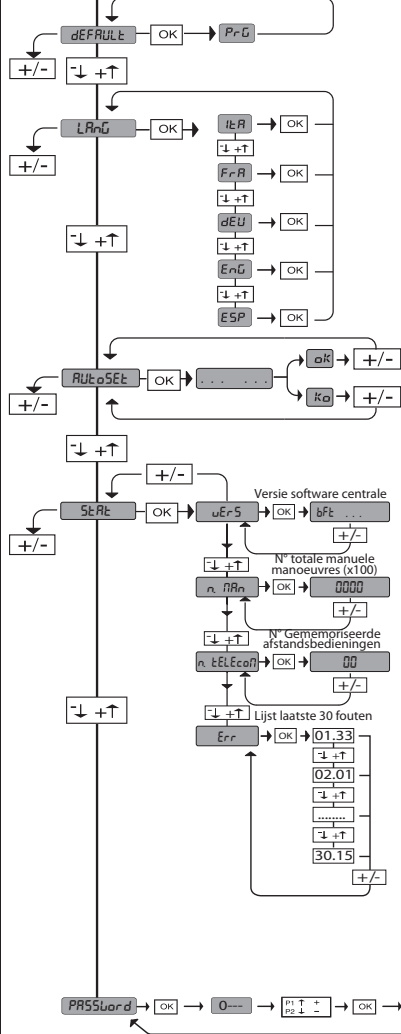 dEFAULt OK PrG
+/- -↓ +↑
LAnG OK ItA OK
+/- -↓ +↑
FrA OK
-↓ +↑
-↓ +↑ dEU OK
-↓ +↑
EnG OK
-↓ +↑
ESP OK
oK +/-
AUtoSEt OK ... ...
+/- Ko +/-
-↓ +↑
+/-
Versie software centrale
StAt OK vErS OK bFt ...
+/- +/-
-↓ +↑ N° totale manuele
manoeuvres (x100)
n. MAn OK 0000
+/-
-↓ +↑ N° Gememoriseerde
afstandsbedieningen
n. tELEcoM OK 00
+/-
-↓ +↑ -↓ +↑ Lijst laatste 30 fouten
Err OK 01.33
-↓ +↑
02.01
-↓ +↑
........
-↓ +↑
30.15
+/-
PASSword OK 0--- P1 ↑ + OK
P2 ↓ -